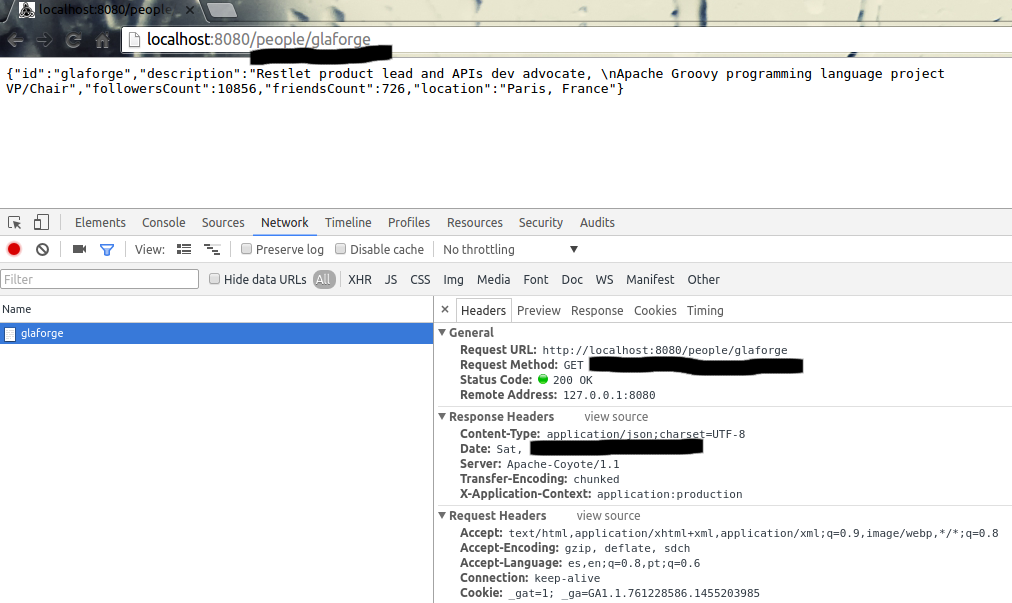 localhost:8080/people
localhost:8080/people/glaforge
{"id":"glaforge","description":"Restlet product lead and APIs dev advocate, \nApache Groovy programming language project
VP/Chair","followersCount":10856,"friendsCount":726,"location":"Paris, France"}
Elements Console Sources Network Timeline Profiles Resources Security Audits
View: Preserve log Disable cache No throttling
Filter Hide data URLs All XHR JS CSS Img Media Font Doc WS Manifest Other
Name × Headers Preview Response Cookies Timing
glaforge
General
Request URL: http://localhost:8080/people/glaforge
Request Method: GET
Status Code: 200 OK
Remote Address: 127.0.0.1:8080
Response Headers view source
Content-Type: application/json;charset=UTF-8
Date: Sat,
Server: Apache-Coyote/1.1
Transfer-Encoding: chunked
X-Application-Context: application:production
Request Headers view source
Accept: text/html,application/xhtml+xml,application/xml;q=0.9,image/webp,*/*;q=0.8
Accept-Encoding: gzip, deflate, sdch
Accept-Language: es,en;q=0.8,pt;q=0.6
Connection: keep-alive
Cookie: _gat=1; _ga=GA1.1.761228586.1455203985